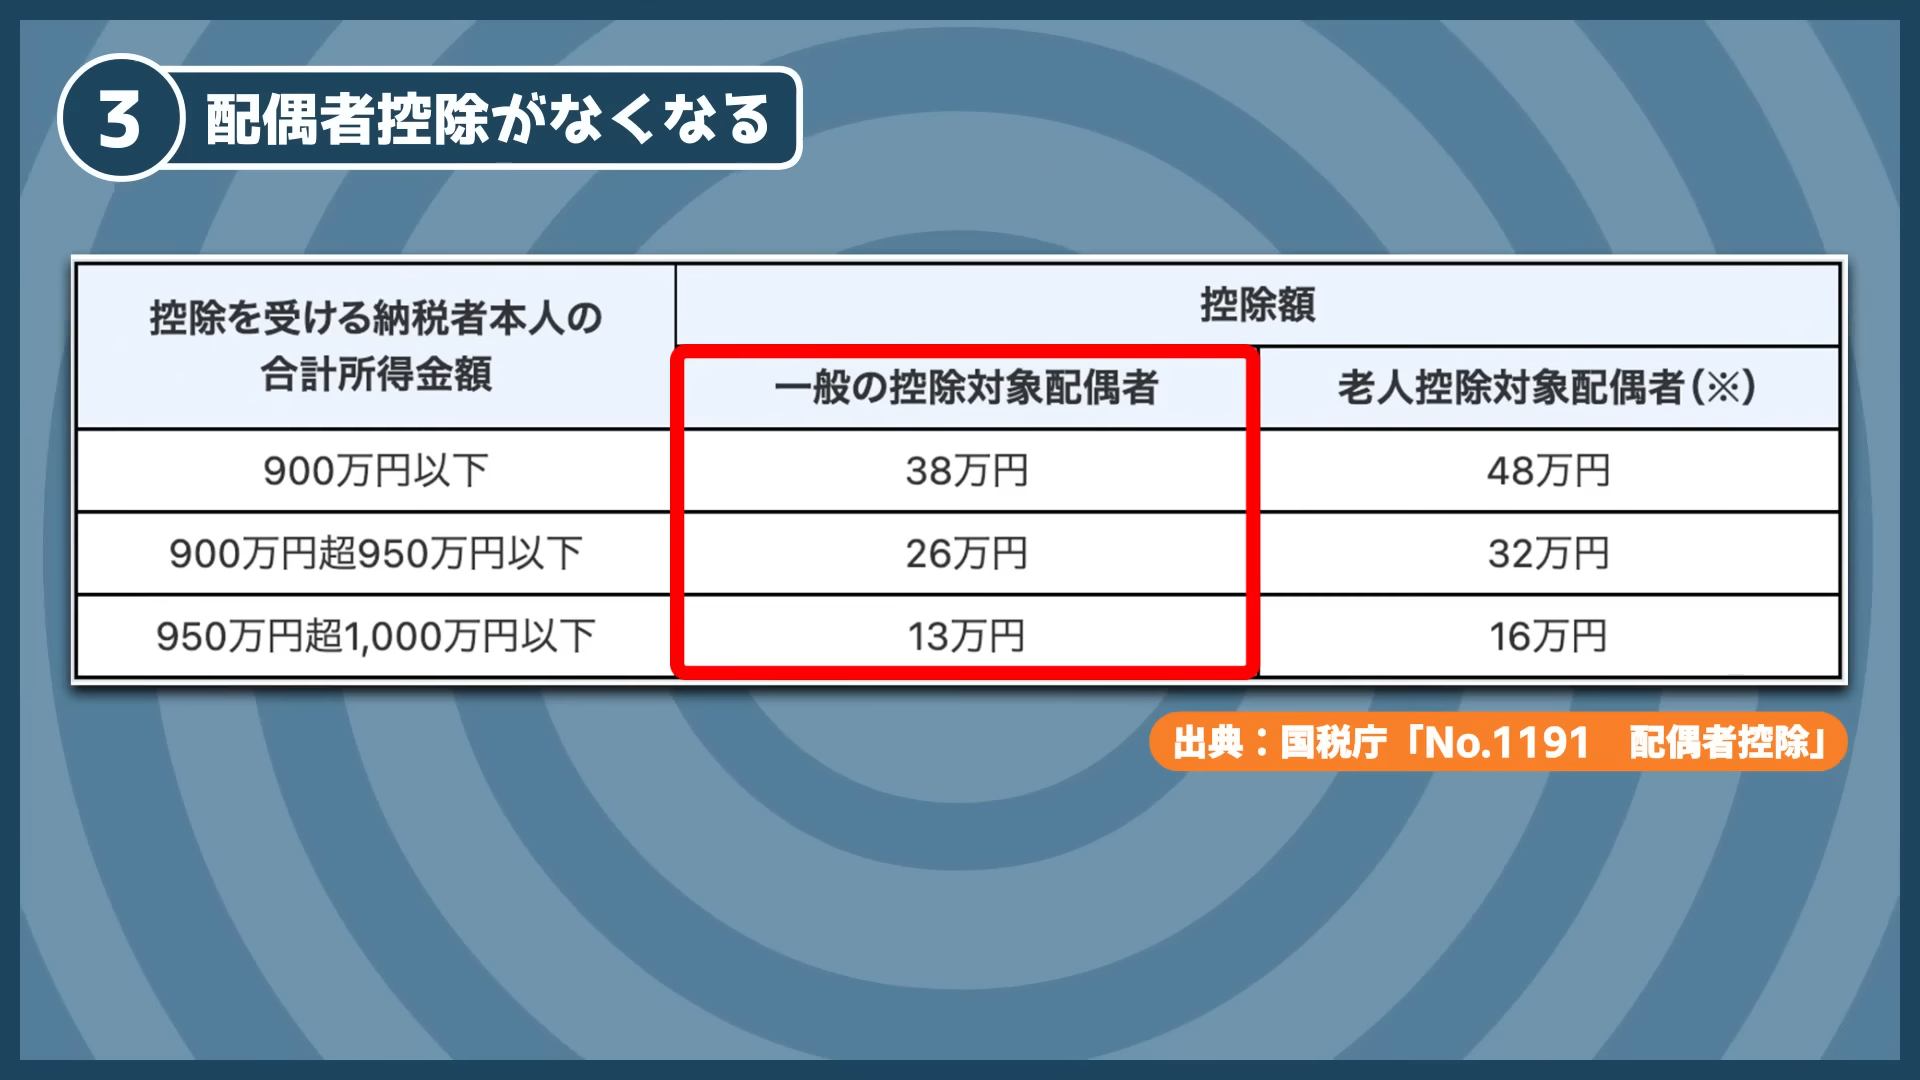 3 配偶者控除がなくなる
控除を受ける納税者本人の
合計所得金額
控除額
一般の控除対象配偶者
老人控除対象配偶者(※)
900万円以下
38万円
48万円
900万円超950万円以下
26万円
32万円
950万円超1,000万円以下
13万円
16万円
出典：国税庁「No.1191　配偶者控除」